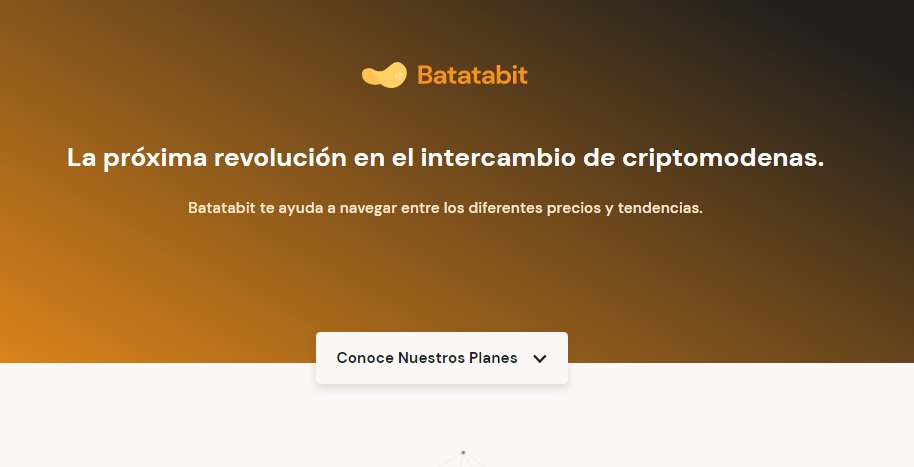 Batatabit
La próxima revolución en el intercambio de criptomodenas.
Batatabit te ayuda a navegar entre los diferentes precios y tendencias.
Conoce Nuestros Planes